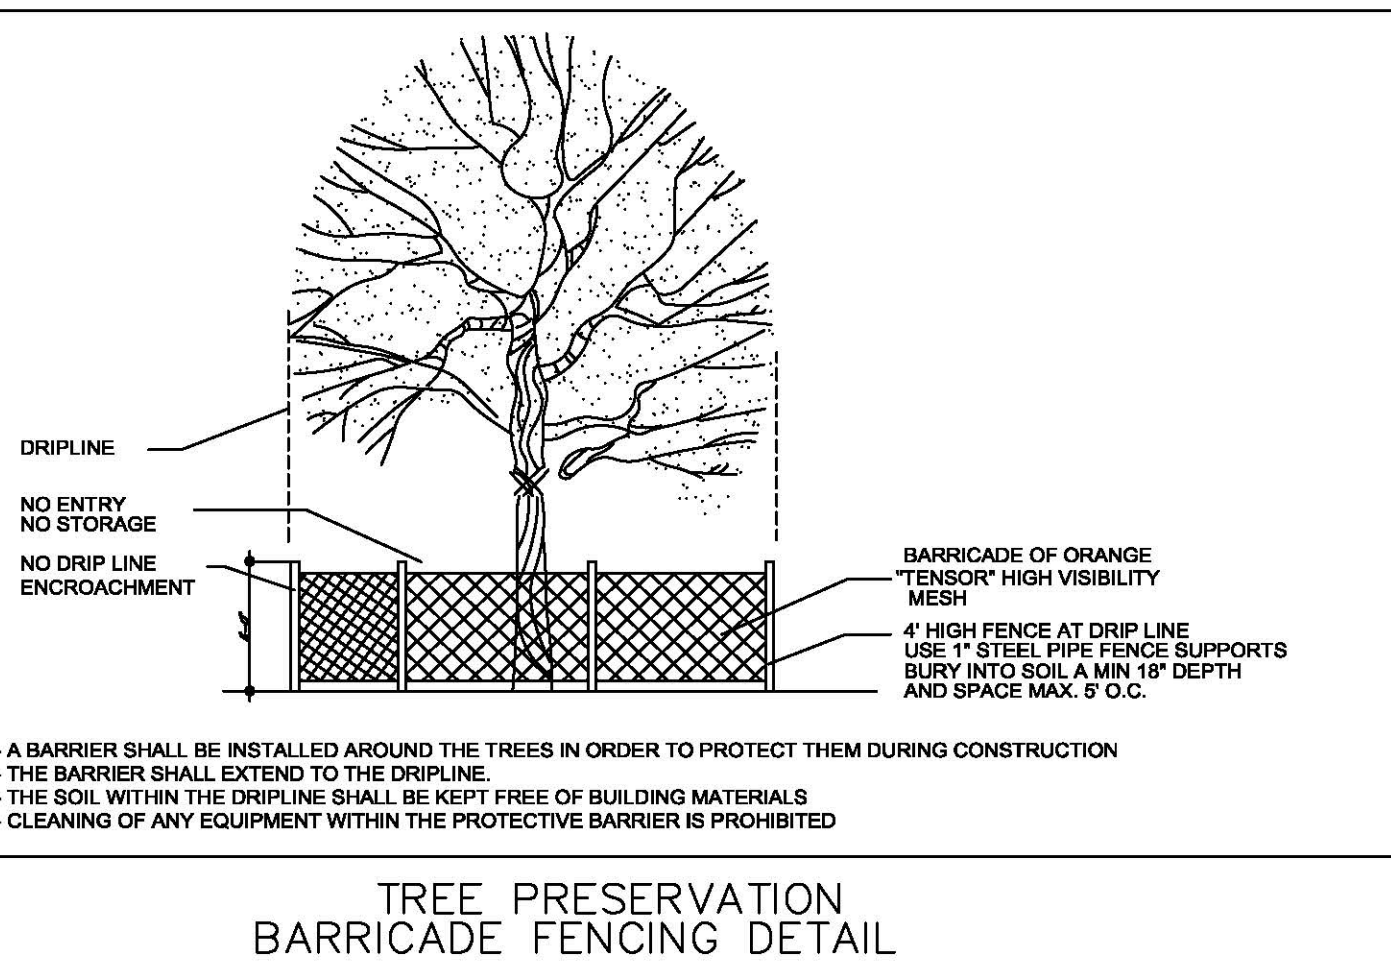 DRIPLINE
NO ENTRY
NO STORAGE
NO DRIP LINE
ENCROACHMENT
BARRICADE OF ORANGE
"TENSOR" HIGH VISIBILITY
MESH
4' HIGH FENCE AT DRIP LINE
USE 1" STEEL PIPE FENCE SUPPORTS
BURY INTO SOIL A MIN 18" DEPTH
AND SPACE MAX. 5' O.C.
- A BARRIER SHALL BE INSTALLED AROUND THE TREES IN ORDER TO PROTECT THEM DURING CONSTRUCTION
- THE BARRIER SHALL EXTEND TO THE DRIPLINE.
- THE SOIL WITHIN THE DRIPLINE SHALL BE KEPT FREE OF BUILDING MATERIALS
- CLEANING OF ANY EQUIPMENT WITHIN THE PROTECTIVE BARRIER IS PROHIBITED
TREE PRESERVATION
BARRICADE FENCING DETAIL